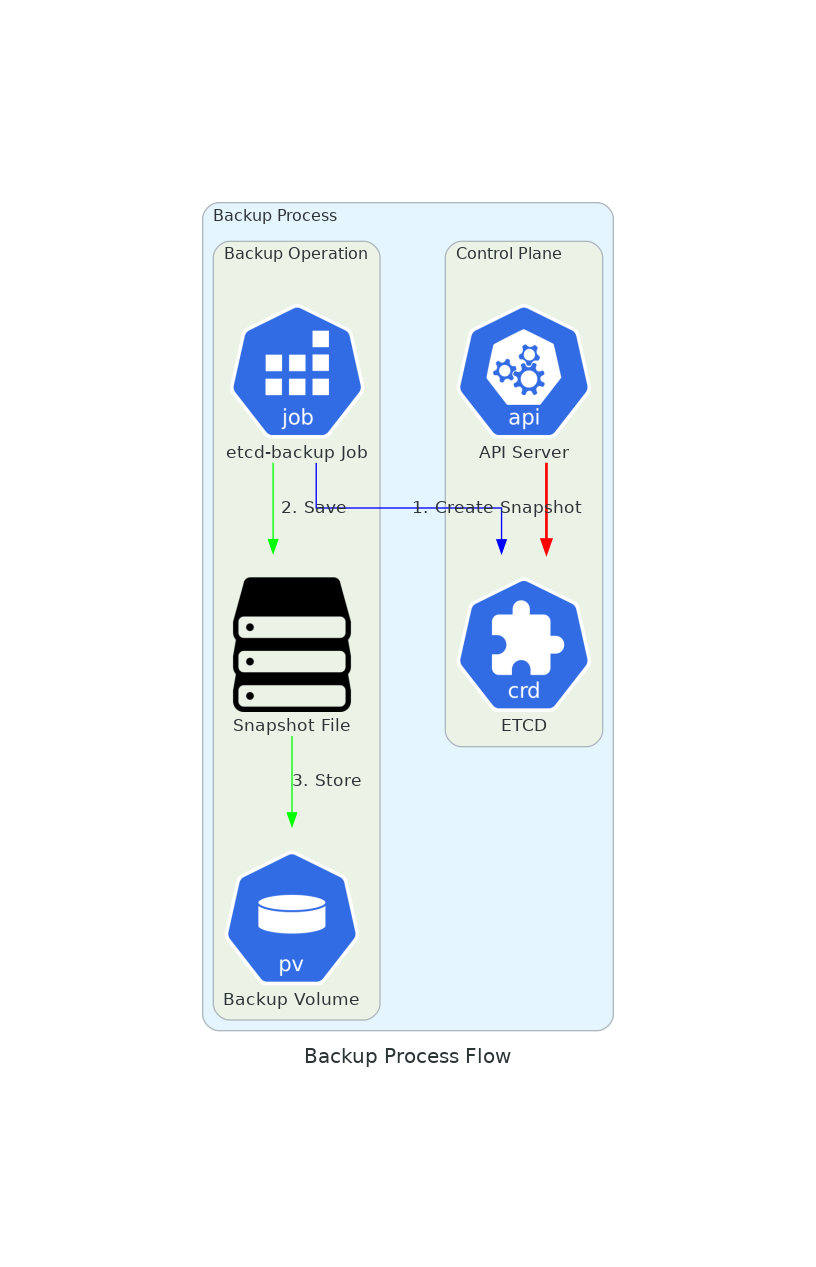 Backup Process
Backup Operation
Control Plane
job
api
etcd-backup Job
API Server
2. Save
1. Create Snapshot
crd
Snapshot File
ETCD
3. Store
pv
Backup Volume
Backup Process Flow